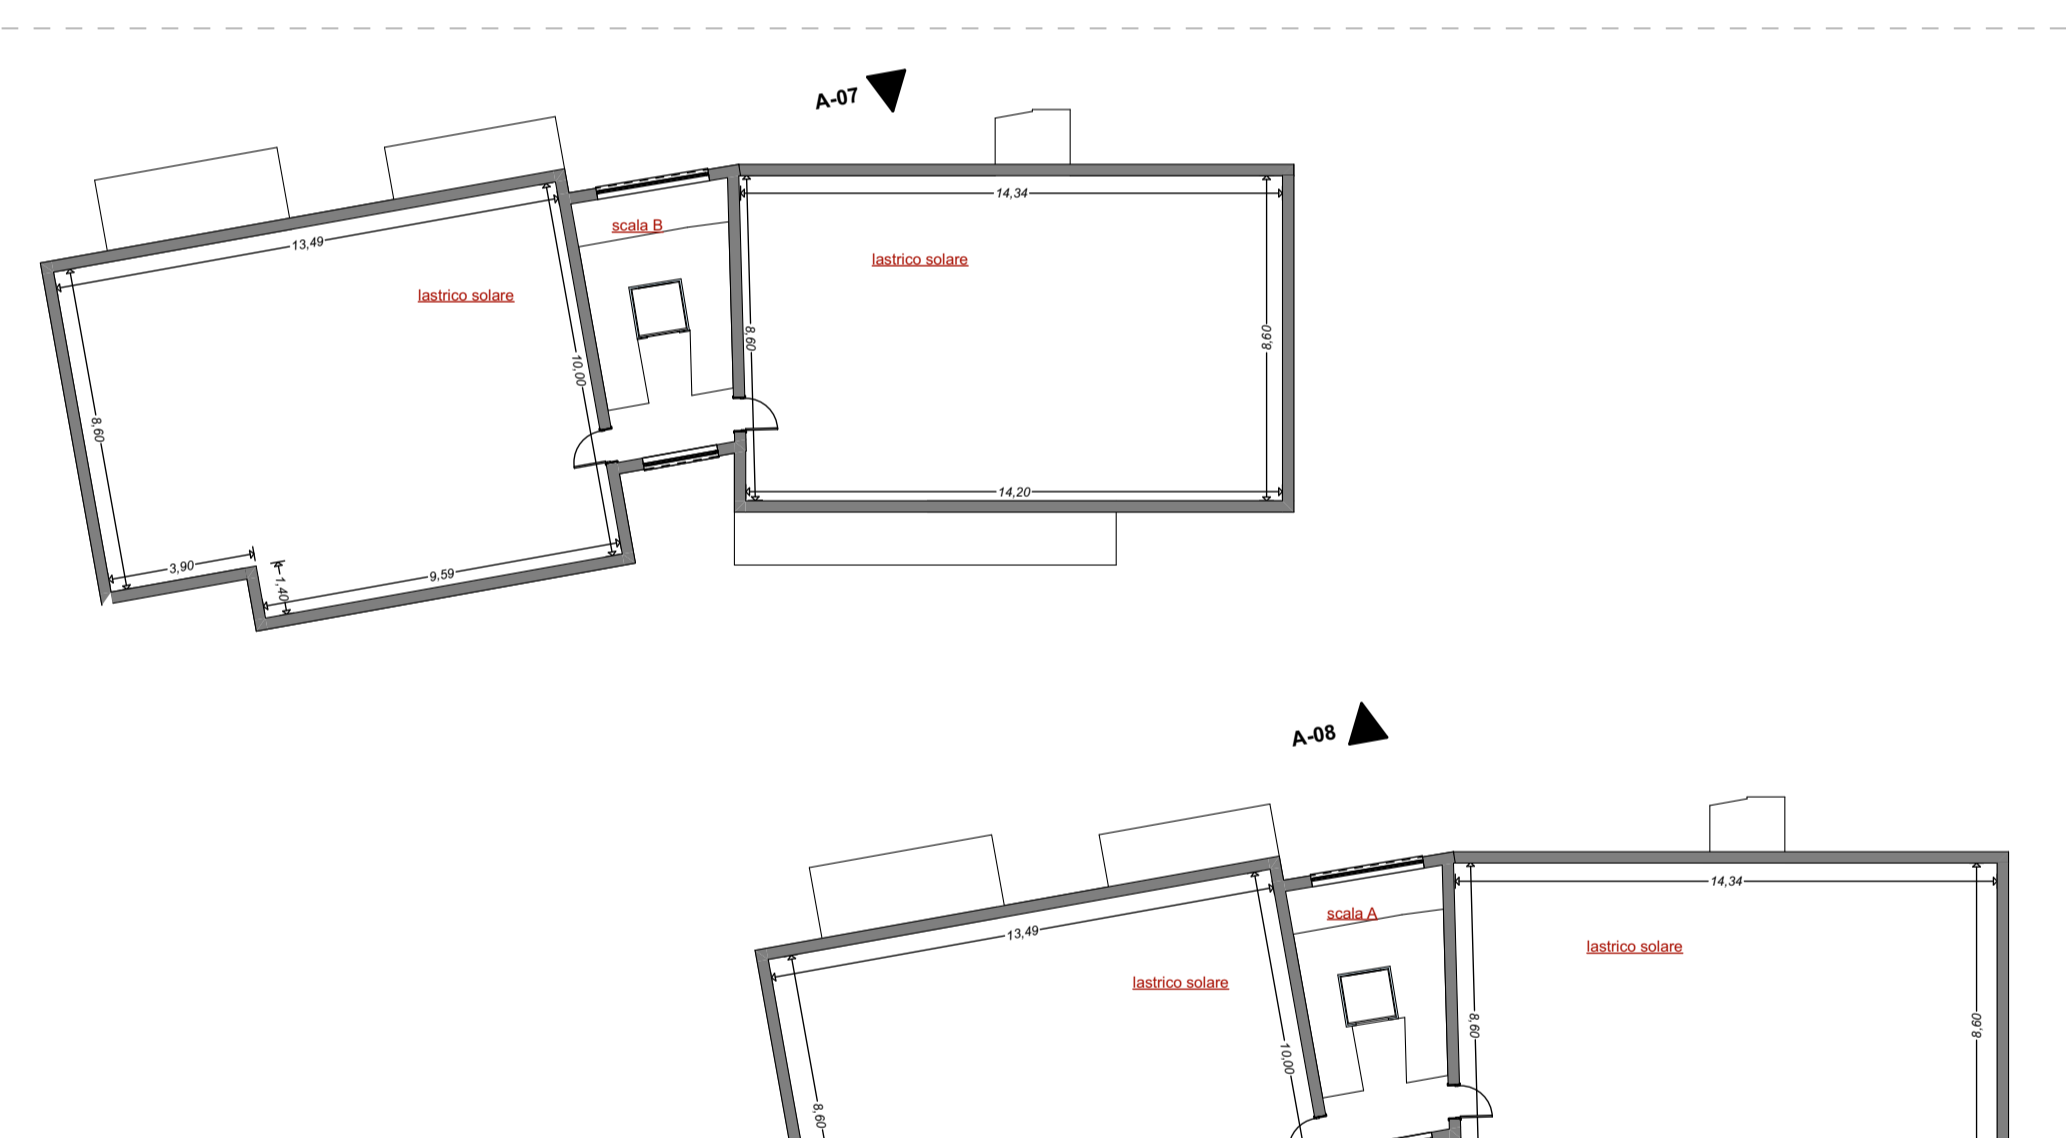 A-07
14,34
13,49
scala B
lastrico solare
lastrico solare
8,60
8,60
10,00
8,60
14,20
3,90
1,40
9,59
A-08
14,34
13,49
scala A
lastrico solare
lastrico solare
8,60
8,60
10,00
8,60